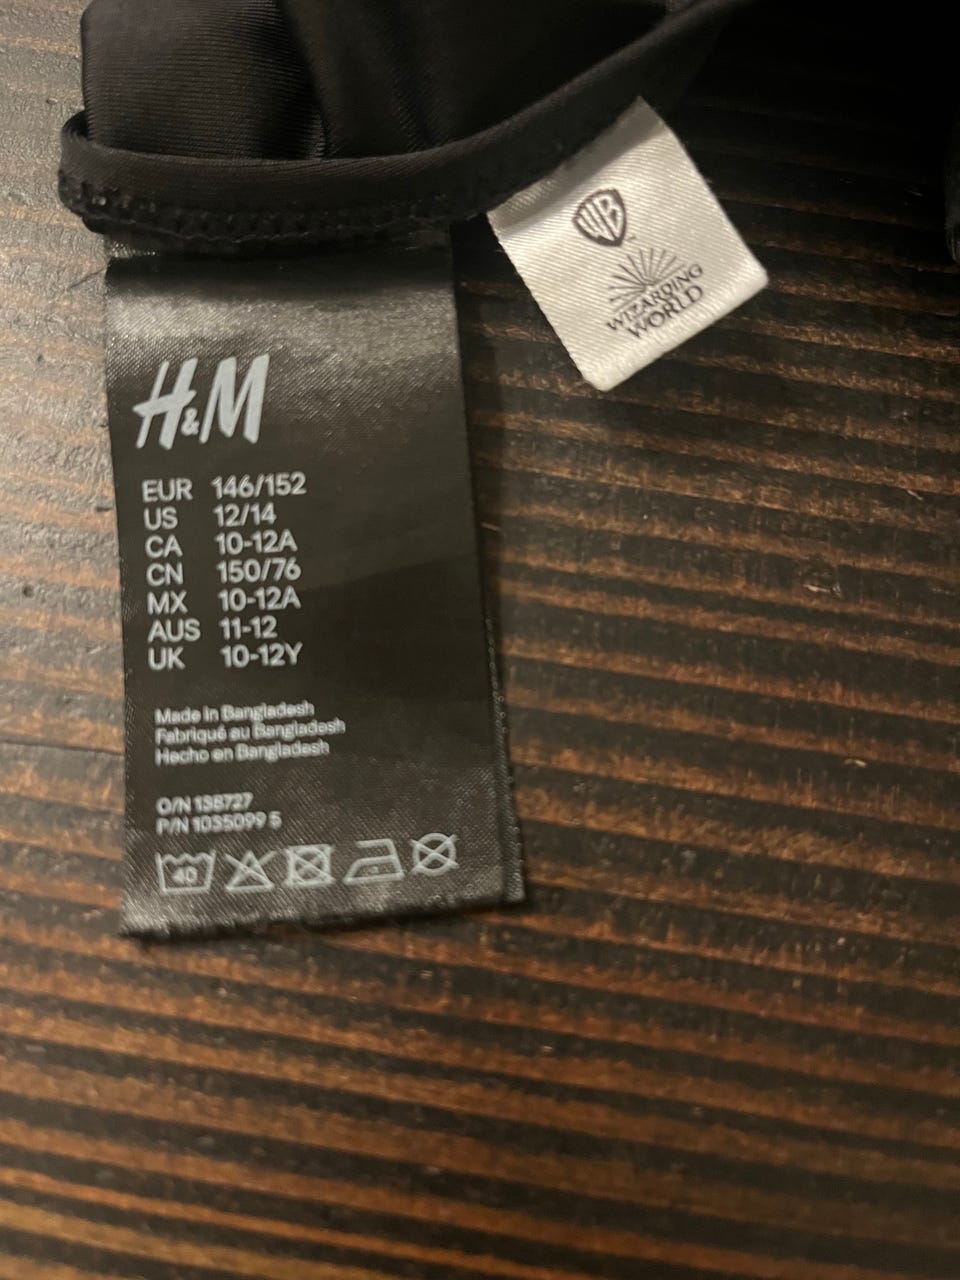 WB
WIZARDING
WORLD
H&M
EUR 146/152
US 12/14
CA 10-12A
CN 150/76
MX 10-12A
AUS 11-12
UK 10-12Y
Made in Bangladesh
Fabriqué au Bangladesh
Hecho en Bangladesh
O/N 138727
P/N 1035099 5
40